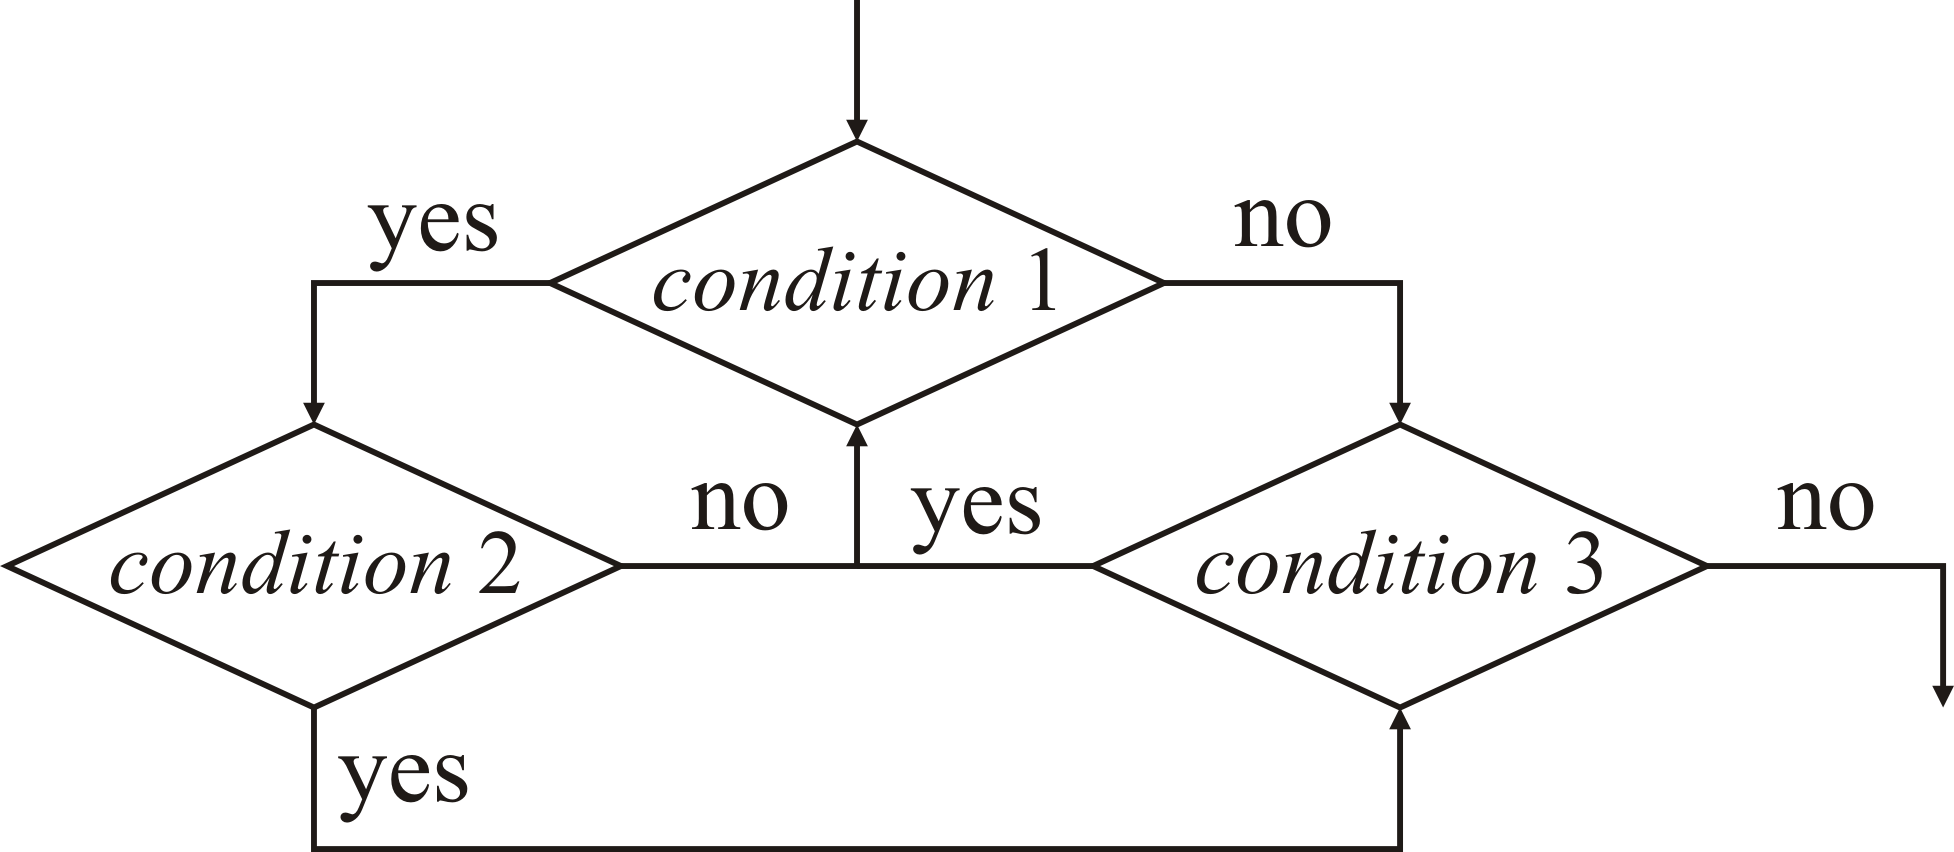 yes
no
condition 1
no
yes
no
condition 2
condition 3
yes